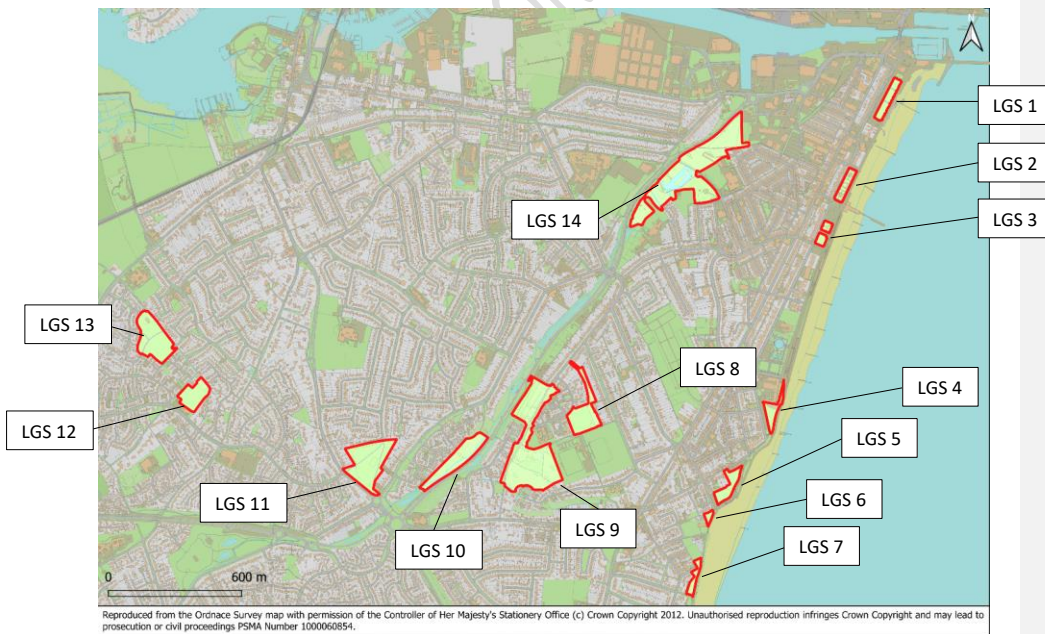 LGS 1
LGS 2
LGS 3
LGS 14
LGS 13
LGS 8
LGS 4
LGS 12
LGS 5
LGS 11
LGS 6
LGS 10
LGS 9
LGS 7
0 600 m
Reproduced from the Ordnace Survey map with permission of the Controller of Her Majesty's Stationery Office (c) Crown Copyright 2012. Unauthorised reproduction infringes Crown Copyright and may lead to
prosecution or civil proceedings PSMA Number 1000060854.